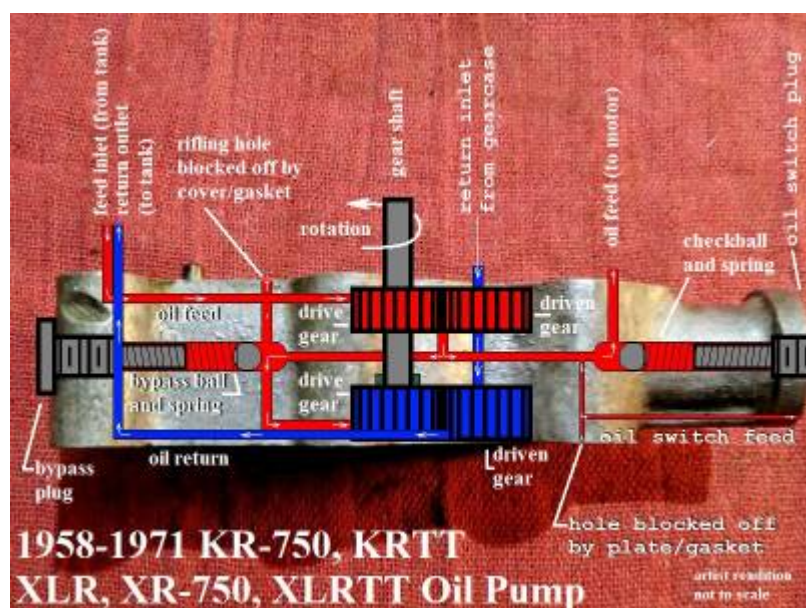 feed inlet (from tank)
return outlet
(to tank)
rifling hole
blocked off by
cover/gasket
gear shaft
return inlet
from gearcase
oil feed (to motor)
oil switch plug
checkball
and spring
rotation
oil feed
drive
gear
driven
gear
bypass ball
and spring
drive
gear
oil switch feed
bypass
plug
oil return
driven
gear
hole blocked off
by plate/gasket
1958-1971 KR-750, KRTT
XLR, XR-750, XLRTT Oil Pump
artist rendition
not to scale